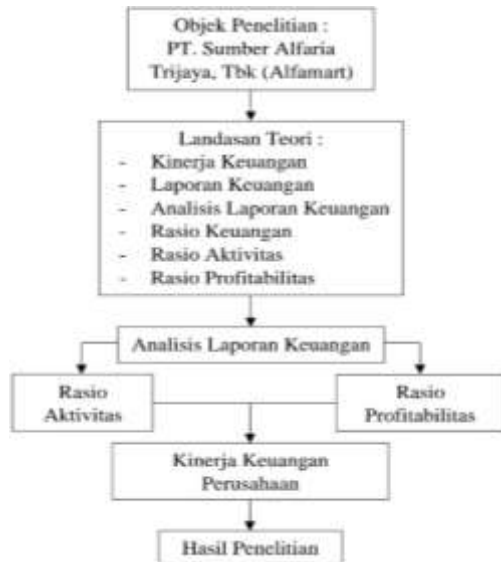 Objek Penelitian :
PT. Sumber Alfaria
Trijaya, Tbk (Alfamart)
Landasan Teori :
- Kinerja Keuangan
- Laporan Keuangan
- Analisis Laporan Keuangan
- Rasio Keuangan
- Rasio Aktivitas
- Rasio Profitabilitas
Analisis Laporan Keuangan
Rasio
Aktivitas
Rasio
Profitabilitas
Kinerja Keuangan
Perusahaan
Hasil Penelitian